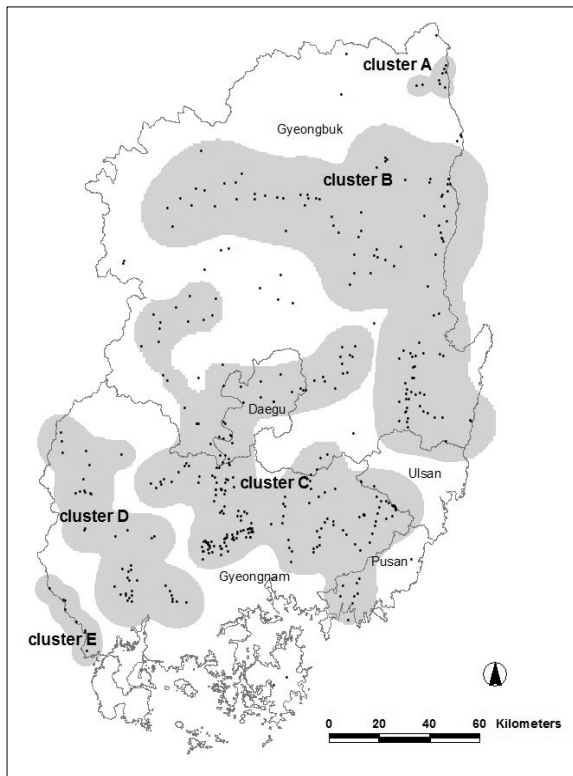 cluster A
Gyeongbuk
cluster B
Daegu
cluster C
Ulsan
cluster D
Pusan
Gyeongnam
cluster E
0 20 40 60 Kilometers